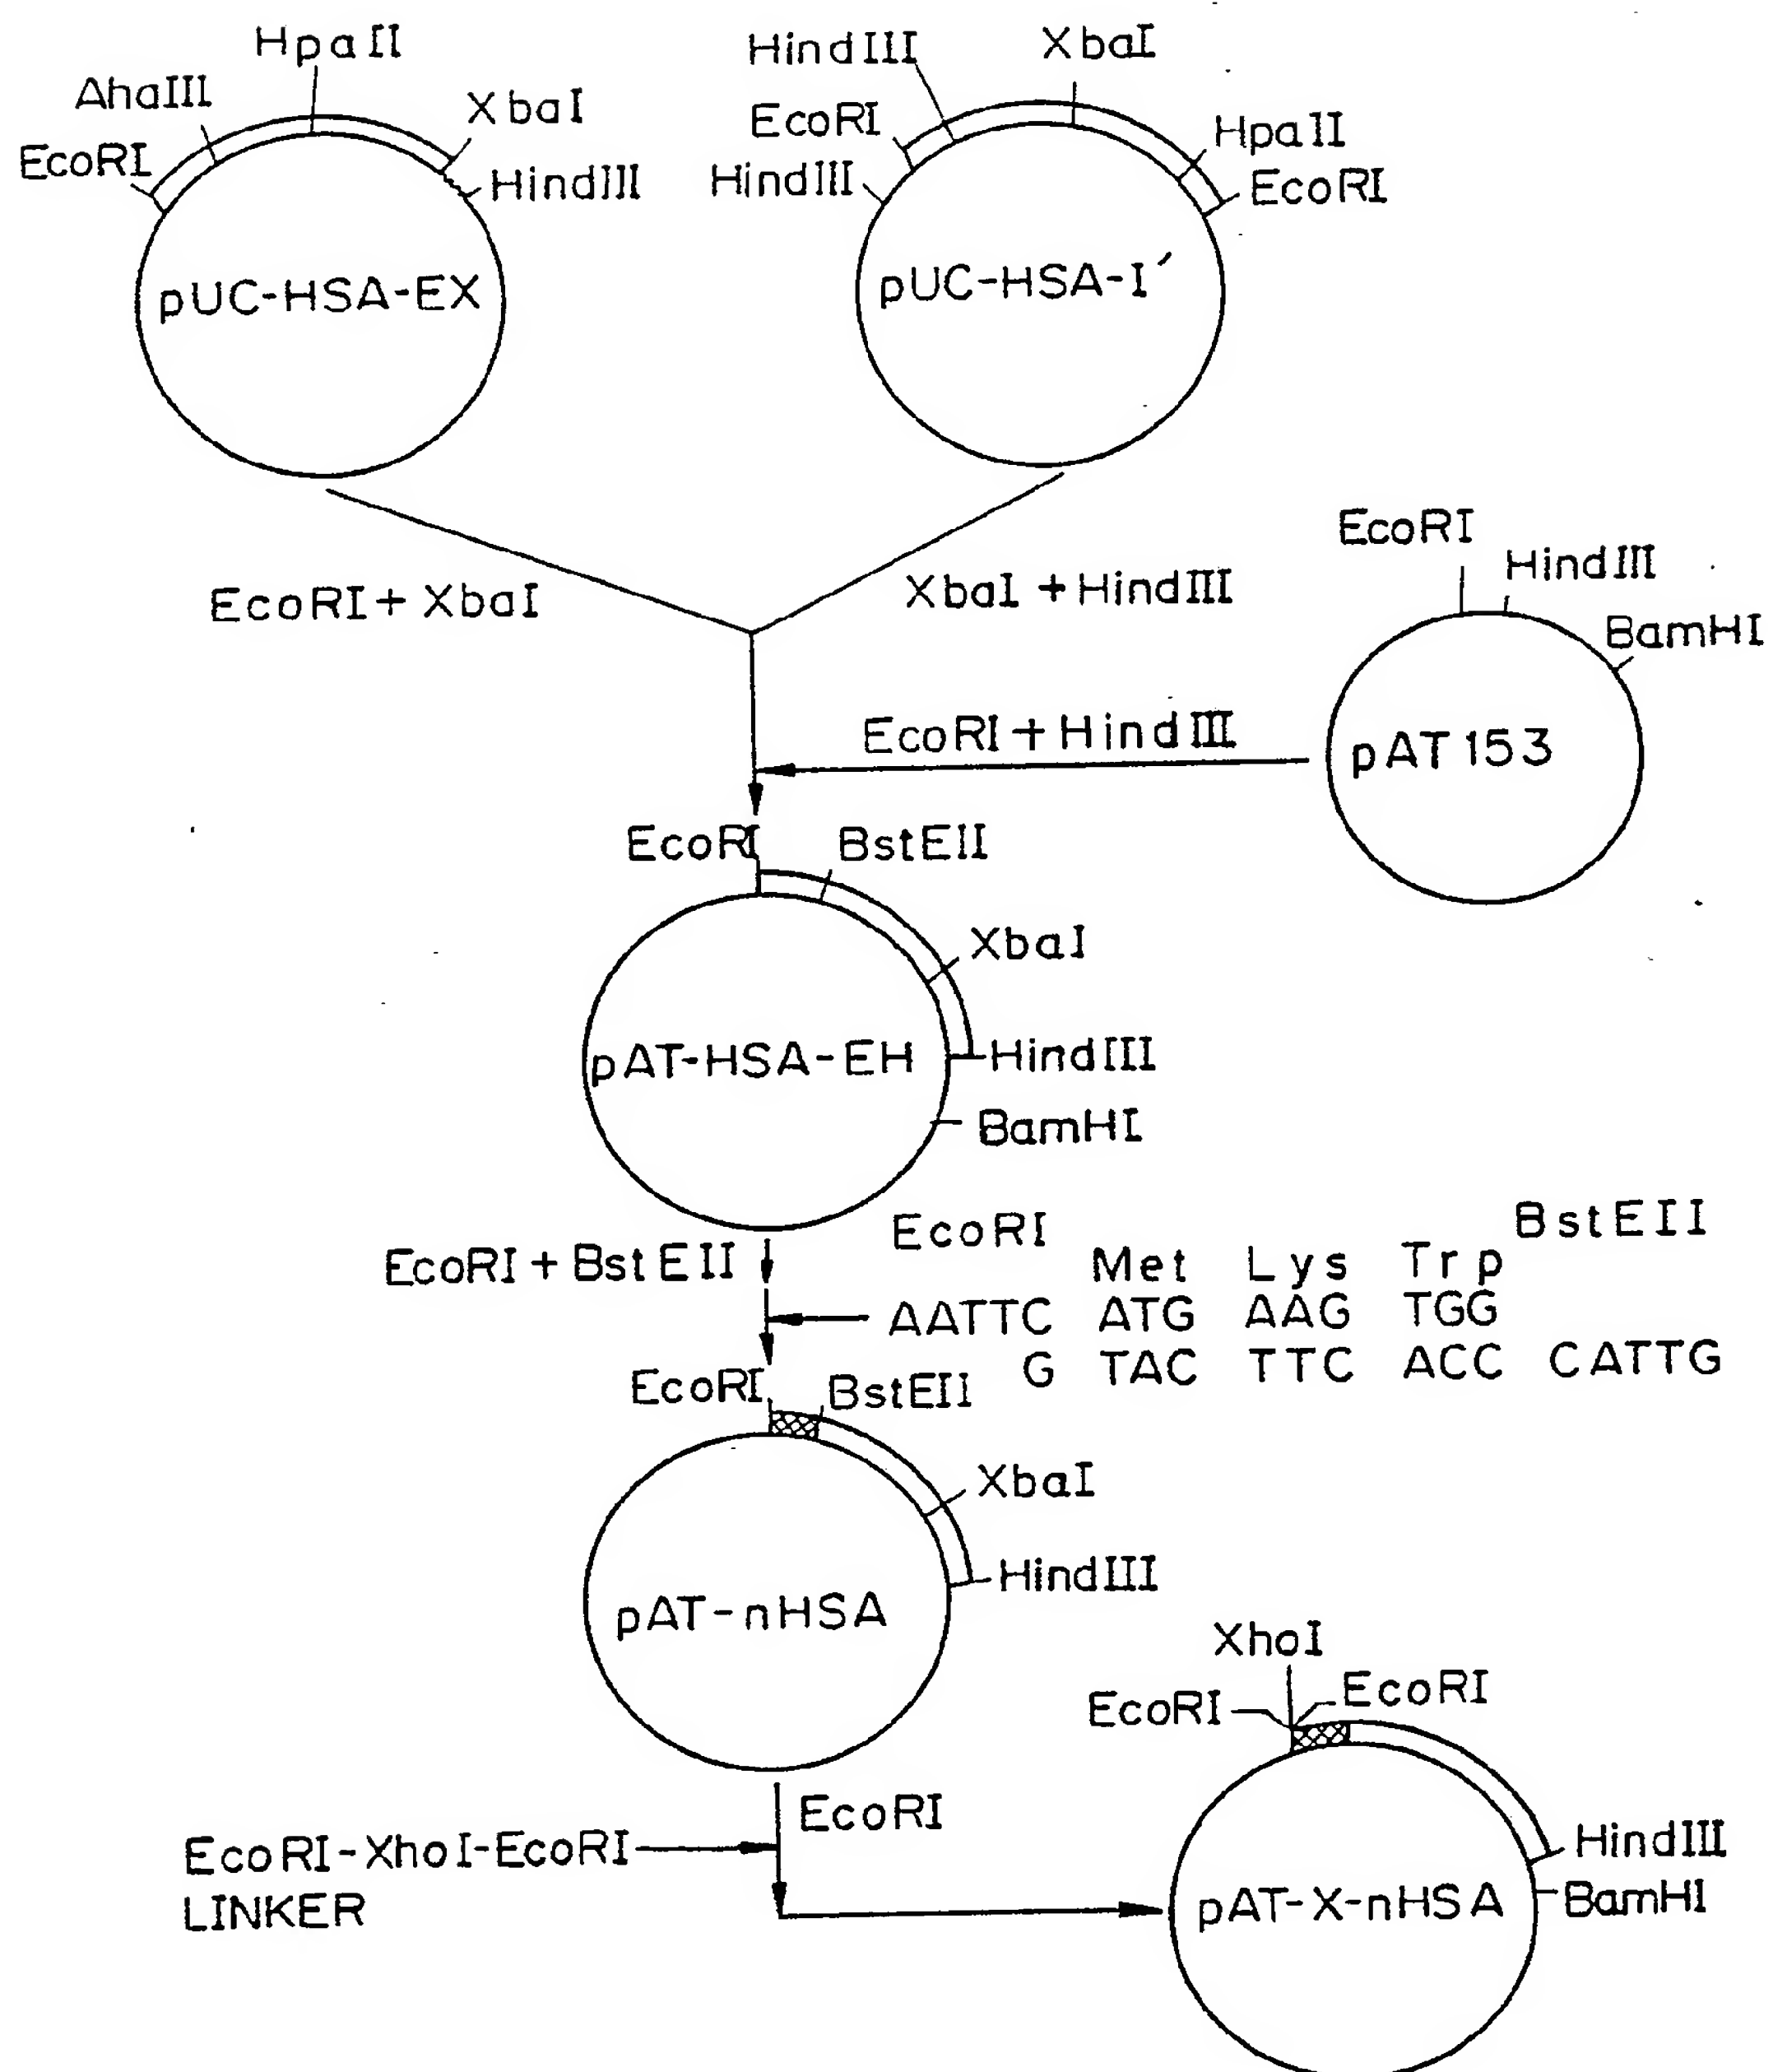 HpaII
AhaIII
XbaI
EcoRI
HindIII
pUC-HSA-EX
HindIII
XbaI
EcoRI
HpaII
HindIII
EcoRI
pUC-HSA-I′
EcoRI + XbaI
XbaI + HindIII
EcoRI
HindIII
BamHI
EcoRI + HindIII
pAT 153
EcoRI
BstEII
XbaI
HindIII
pAT-HSA-EH
BamHI
EcoRI + BstEII
EcoRI
BstEII
Met Lys Trp
AATTC ATG AAG TGG
G TAC TTC ACC CATTG
EcoRI
BstEII
XbaI
HindIII
pAT-nHSA
XhoI
EcoRI
EcoRI
EcoRI
EcoRI-XhoI-EcoRI
LINKER
HindIII
BamHI
pAT-X-nHSA